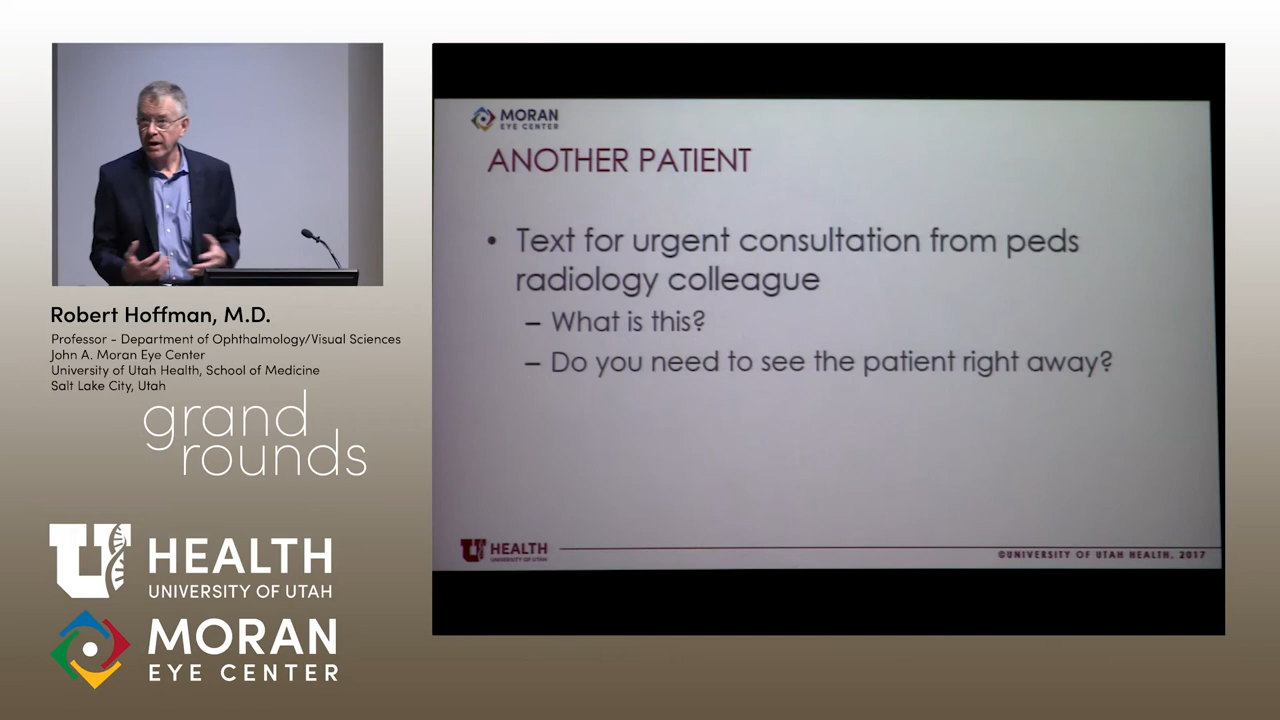 MORAN
EYE CENTER
ANOTHER PATIENT
• Text for urgent consultation from peds
radiology colleague
– What is this?
– Do you need to see the patient right away?
U HEALTH
UNIVERSITY OF UTAH
©UNIVERSITY OF UTAH HEALTH, 2017
Robert Hoffman, M.D.
Professor - Department of Ophthalmology/Visual Sciences
John A. Moran Eye Center
University of Utah Health, School of Medicine
Salt Lake City, Utah
grand
rounds
U HEALTH
UNIVERSITY OF UTAH
MORAN
EYE CENTER